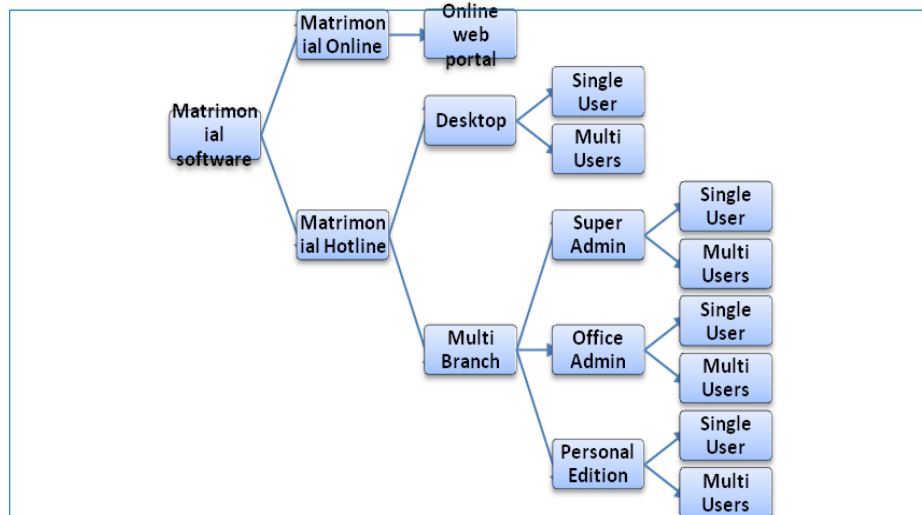 Matrimon
ial Online
Online
web
portal
Matrimon
ial
software
Desktop
Single
User
Multi
Users
Matrimon
ial Hotline
Super
Admin
Single
User
Multi
Users
Multi
Branch
Office
Admin
Single
User
Multi
Users
Personal
Edition
Single
User
Multi
Users